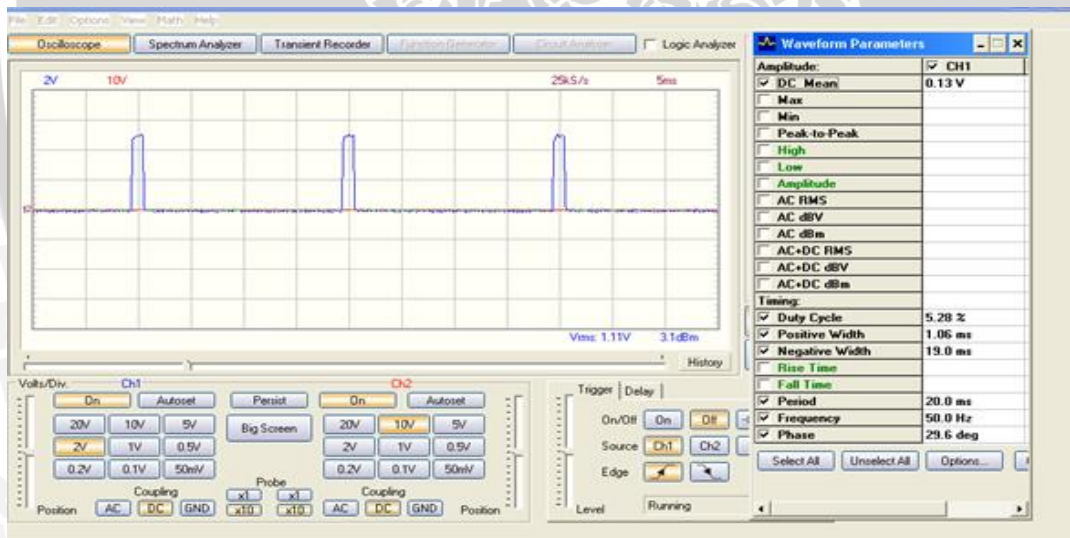 File Edit Options View Math Help
Oscilloscope Spectrum Analyzer Transient Recorder Function Generator Circuit Analyzer Logic Analyzer
2V 10V 25kS/s 5ms
Vrms: 1.11V 3.1dBm
History
Volts/Div. Ch1 Ch2
On Autoset Persist On Autoset
20V 10V 5V Big Screen 20V 10V 5V
2V 1V 0.5V 2V 1V 0.5V
0.2V 0.1V 50mV 0.2V 0.1V 50mV
Coupling Probe Coupling
x1 x1
Position AC DC GND x10 x10 AC DC GND Position
Trigger Delay
On/Off On Off
Source Ch1 Ch2
Edge
Level Running
Waveform Parameters
Amplitude: CH1
DC Mean 0.13 V
Max
Min
Peak-to-Peak
High
Low
Amplitude
AC RMS
AC dBV
AC dBm
AC+DC RMS
AC+DC dBV
AC+DC dBm
Timing:
Duty Cycle 5.28 %
Positive Width 1.06 ms
Negative Width 19.0 ms
Rise Time
Fall Time
Period 20.0 ms
Frequency 50.0 Hz
Phase 29.6 deg
Select All Unselect All Options...